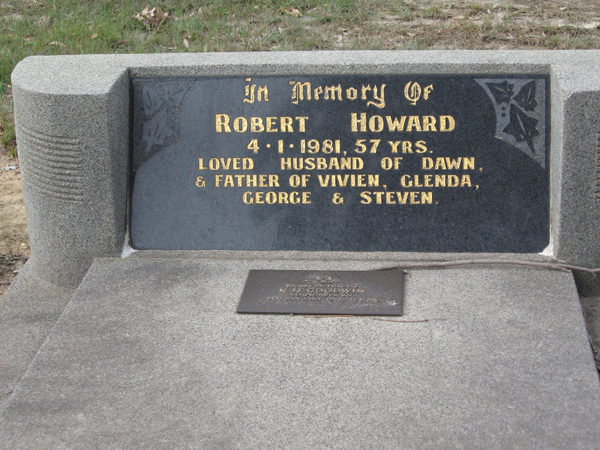 In Memory Of
ROBERT HOWARD
4·1·1981, 57 YRS.
LOVED HUSBAND OF DAWN,
& FATHER OF VIVIEN, GLENDA,
GEORGE & STEVEN.
GOODWIN